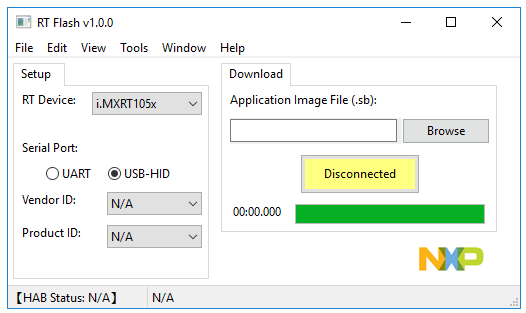 RT Flash v1.0.0
File Edit View Tools Window Help
Setup
RT Device: i.MXRT105x
Serial Port:
UART USB-HID
Vendor ID: N/A
Product ID: N/A
Download
Application Image File (.sb):
Browse
Disconnected
00:00.000
NXP
【HAB Status: N/A】 N/A